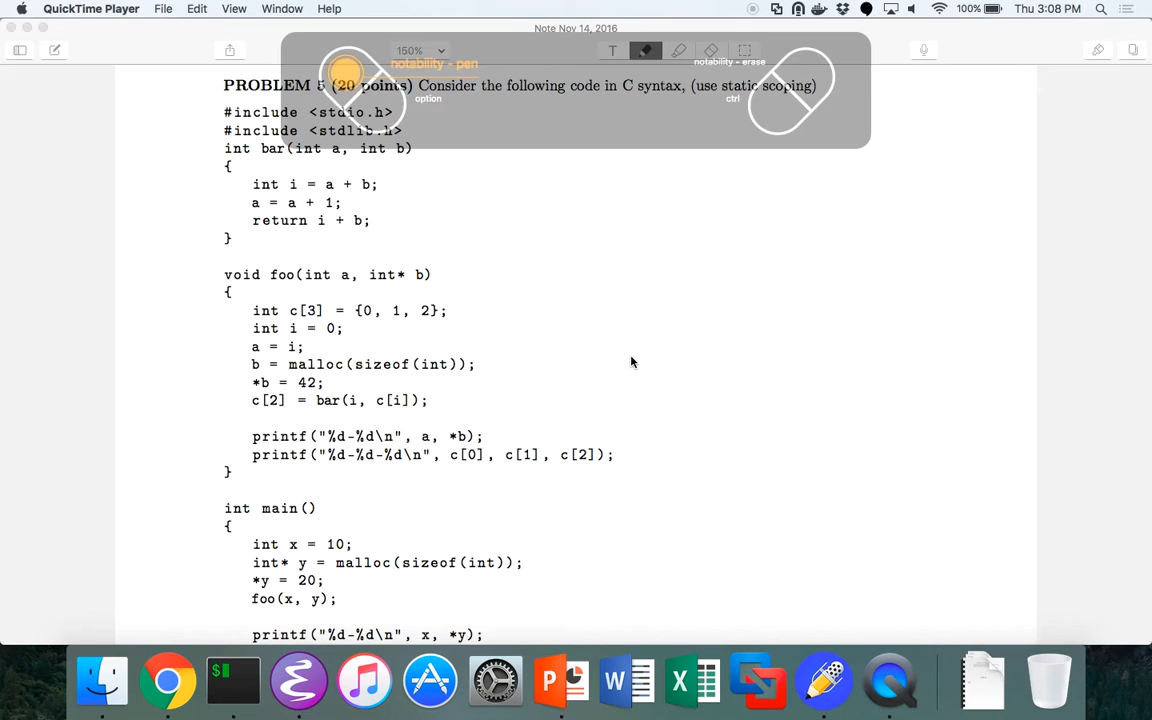 QuickTime Player File Edit View Window Help 100% Thu 3:08 PM
Note Nov 14, 2016
150% T
notability - pen notability - erase
option ctrl
PROBLEM 5 (20 points) Consider the following code in C syntax, (use static scoping)
#include <stdio.h>
#include <stdlib.h>
int bar(int a, int b)
{
int i = a + b;
a = a + 1;
return i + b;
}
void foo(int a, int* b)
{
int c[3] = {0, 1, 2};
int i = 0;
a = i;
b = malloc(sizeof(int));
*b = 42;
c[2] = bar(i, c[i]);
printf("%d-%d\n", a, *b);
printf("%d-%d-%d\n", c[0], c[1], c[2]);
}
int main()
{
int x = 10;
int* y = malloc(sizeof(int));
*y = 20;
foo(x, y);
printf("%d-%d\n", x, *y);
$ P W X